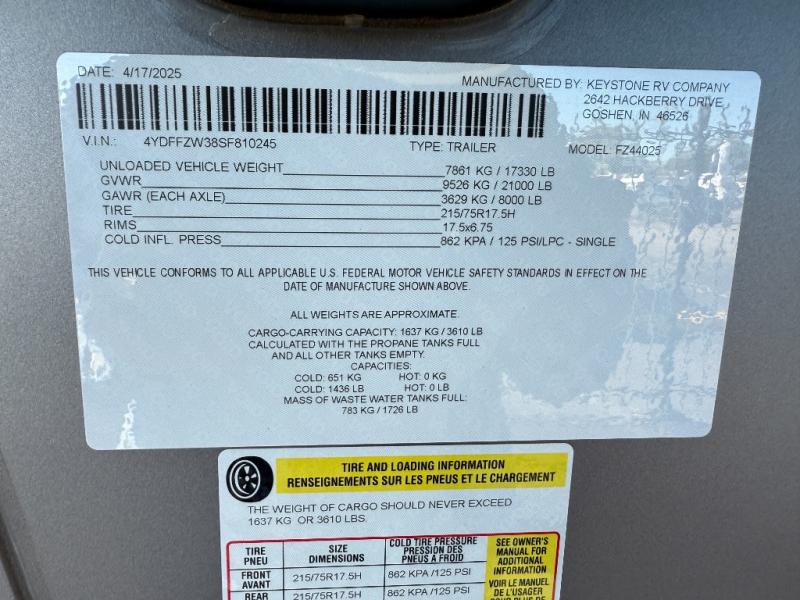 DATE: 4/17/2025
MANUFACTURED BY: KEYSTONE RV COMPANY
2642 HACKBERRY DRIVE
GOSHEN, IN 46526
V.I.N.: 4YDFFZW38SF810245 TYPE: TRAILER MODEL: FZ44025
UNLOADED VEHICLE WEIGHT 7861 KG / 17330 LB
GVWR 9526 KG / 21000 LB
GAWR (EACH AXLE) 3629 KG / 8000 LB
TIRE 215/75R17.5H
RIMS 17.5x6.75
COLD INFL. PRESS 862 KPA / 125 PSI/LPC - SINGLE
THIS VEHICLE CONFORMS TO ALL APPLICABLE U.S. FEDERAL MOTOR VEHICLE SAFETY STANDARDS IN EFFECT ON THE
DATE OF MANUFACTURE SHOWN ABOVE.
ALL WEIGHTS ARE APPROXIMATE.
CARGO-CARRYING CAPACITY: 1637 KG / 3610 LB
CALCULATED WITH THE PROPANE TANKS FULL
AND ALL OTHER TANKS EMPTY.
CAPACITIES:
COLD: 651 KG HOT: 0 KG
COLD: 1436 LB HOT: 0 LB
MASS OF WASTE WATER TANKS FULL:
783 KG / 1726 LB
TIRE AND LOADING INFORMATION
RENSEIGNEMENTS SUR LES PNEUS ET LE CHARGEMENT
THE WEIGHT OF CARGO SHOULD NEVER EXCEED
1637 KG OR 3610 LBS.
TIRE
PNEU
SIZE
DIMENSIONS
COLD TIRE PRESSURE
PRESSION DES
PNEUS A FROID
SEE OWNER'S
MANUAL FOR
ADDITIONAL
INFORMATION
VOIR LE MANUEL
DE L'USAGER
POUR PLUS DE
FRONT
AVANT
215/75R17.5H
862 KPA /125 PSI
REAR
215/75R17.5H
862 KPA /125 PSI